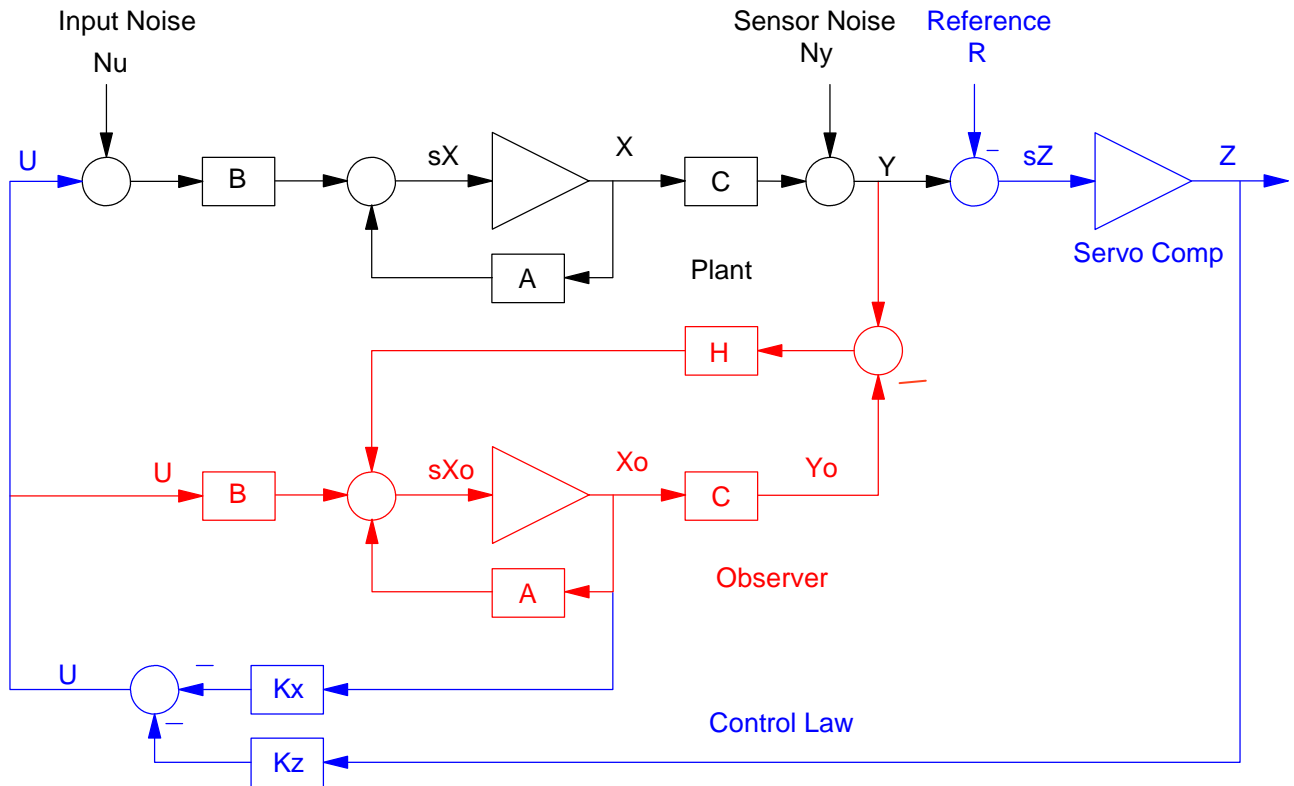 Input Noise
Nu
Sensor Noise
Ny
Reference
R
U
B
sX
X
C
Y
sZ
Z
A
Plant
Servo Comp
H
U
B
sXo
Xo
C
Yo
A
Observer
U
Kx
Control Law
Kz